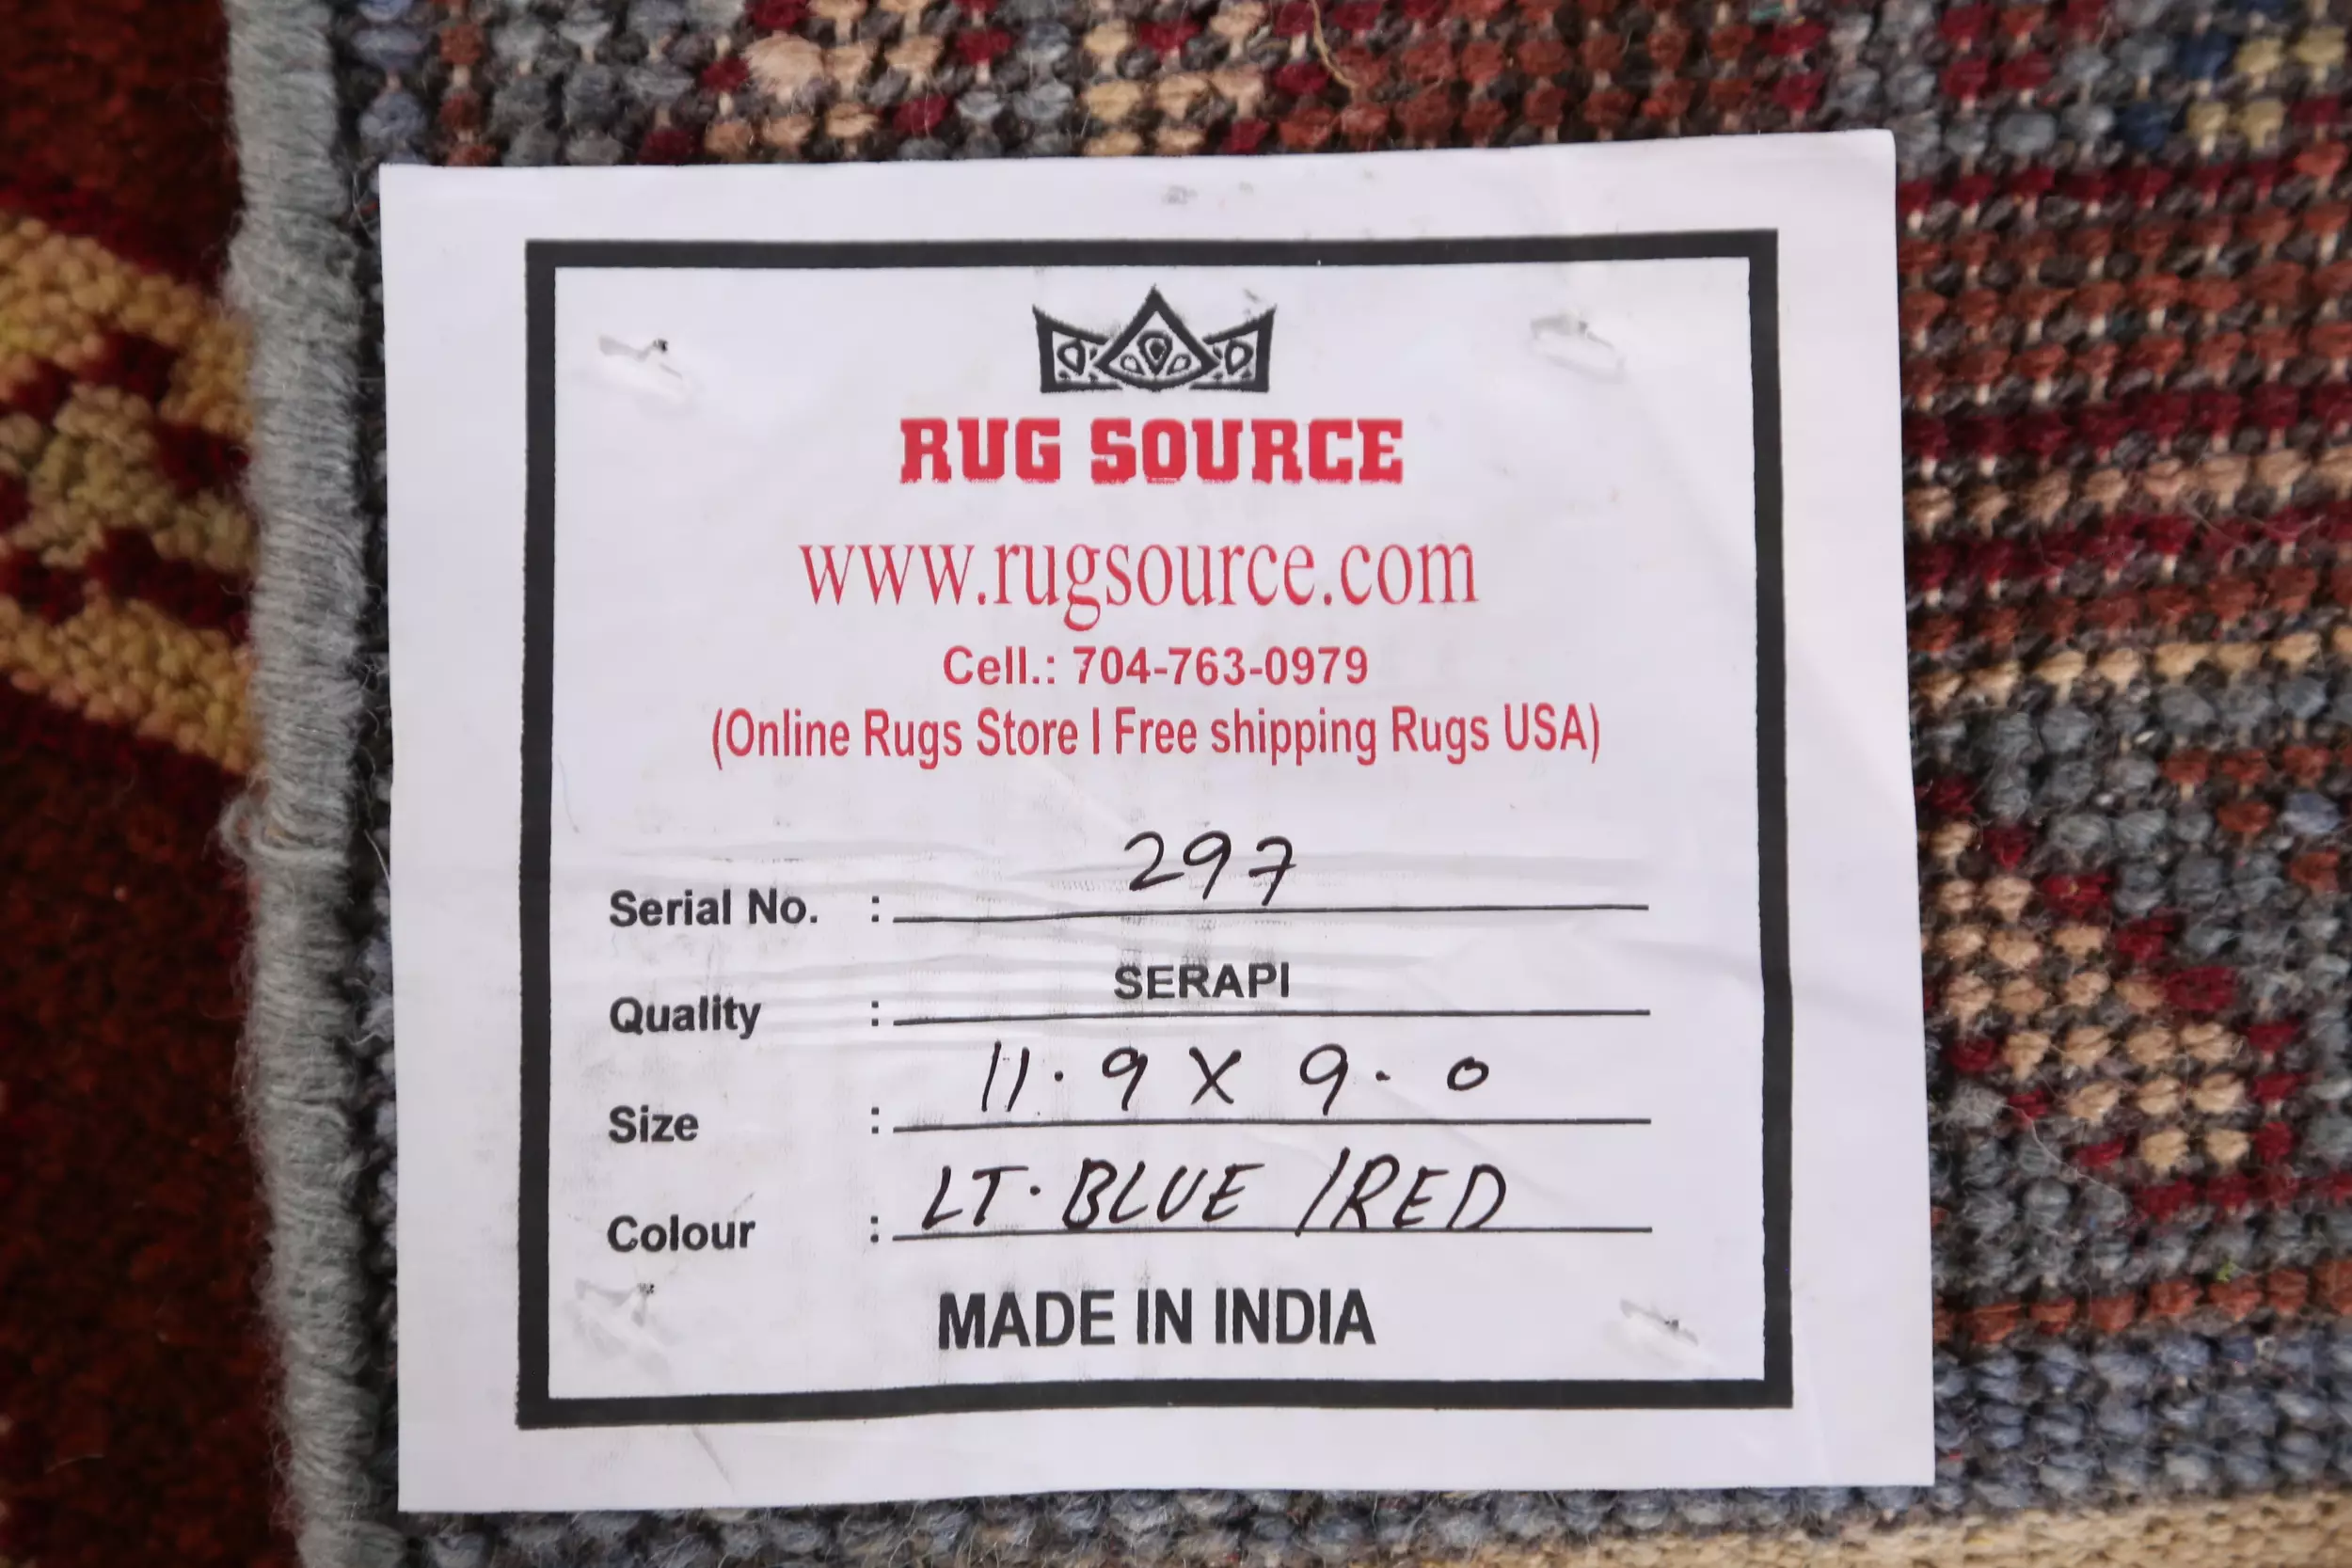 RUG SOURCE
www.rugsource.com
Cell.: 704-763-0979
(Online Rugs Store I Free shipping Rugs USA)
Serial No. : 297
Quality : SERAPI
Size : 11.9 X 9.0
Colour : LT. BLUE / RED
MADE IN INDIA